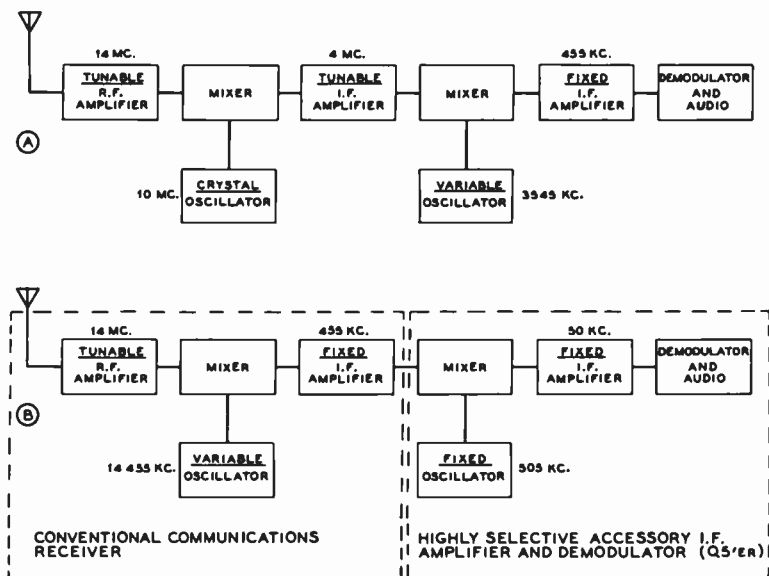 14 MC.
4 MC.
455 KC.
TUNABLE
R.F.
AMPLIFIER
MIXER
TUNABLE
I.F.
AMPLIFIER
MIXER
FIXED
I.F.
AMPLIFIER
DEMODULATOR
AND
AUDIO
A
10 MC.
CRYSTAL
OSCILLATOR
VARIABLE
OSCILLATOR
3545 KC.
14 MC.
455 KC.
50 KC.
TUNABLE
R.F.
AMPLIFIER
MIXER
FIXED
I.F.
AMPLIFIER
MIXER
FIXED
I.F.
AMPLIFIER
DEMODULATOR
AND
AUDIO
B
14 455 KC.
VARIABLE
OSCILLATOR
FIXED
OSCILLATOR
505 KC.
CONVENTIONAL COMMUNICATIONS
RECEIVER
HIGHLY SELECTIVE ACCESSORY I.F.
AMPLIFIER AND DEMODULATOR (Q5'ER)